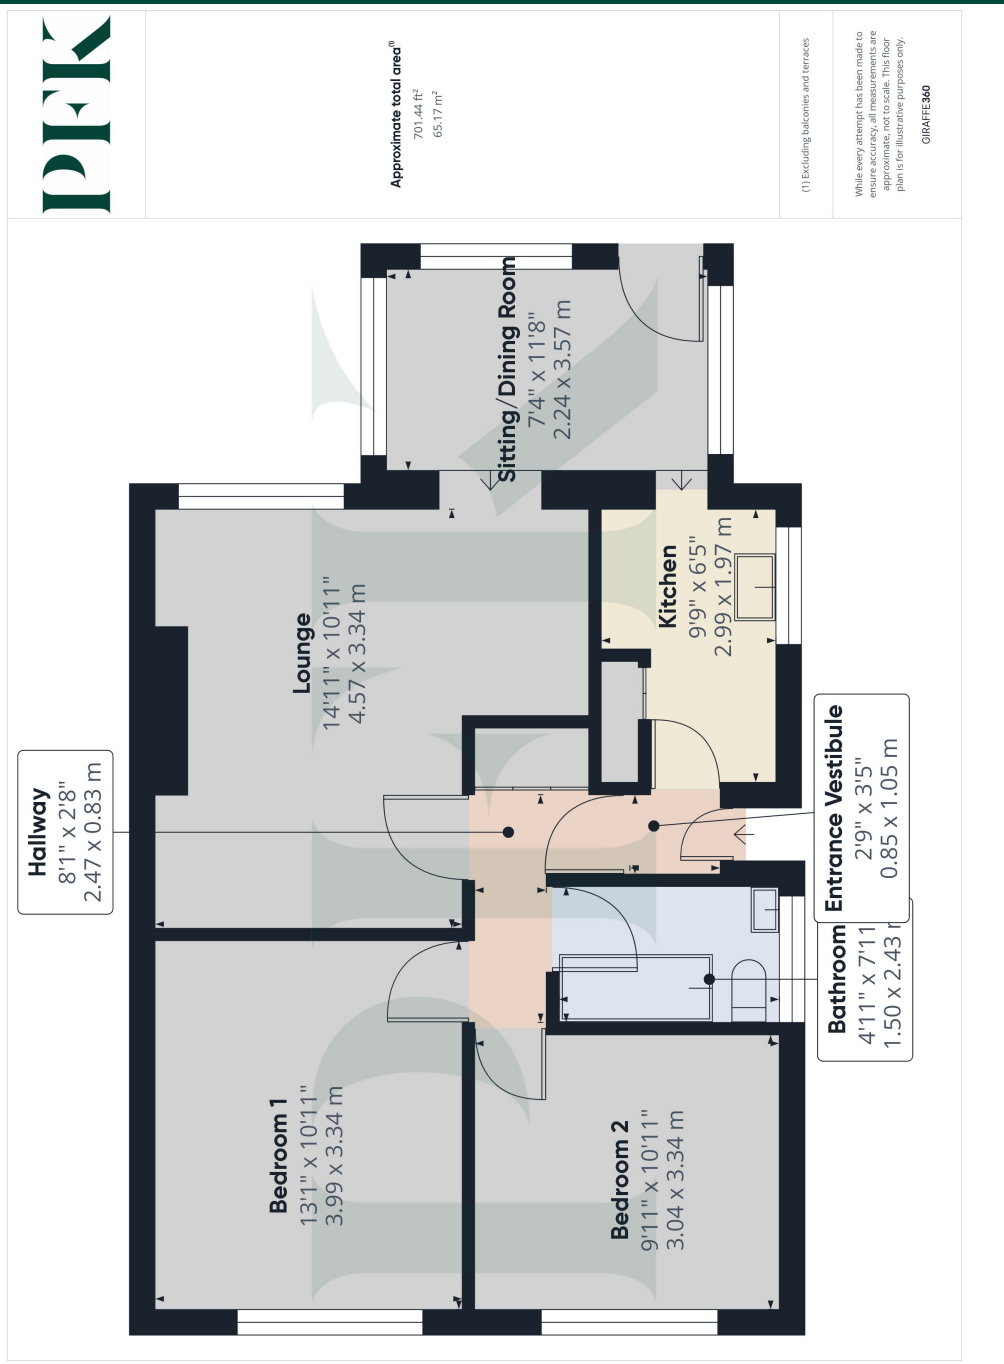 PFK
Approximate total area⁽¹⁾
701.44 ft²
65.17 m²
(1) Excluding balconies and terraces
While every attempt has been made to
ensure accuracy, all measurements are
approximate, not to scale. This floor
plan is for illustrative purposes only.
GIRAFFE360
Hallway
8'1" x 2'8"
2.47 x 0.83 m
Bedroom 1
13'1" x 10'11"
3.99 x 3.34 m
Lounge
14'11" x 10'11"
4.57 x 3.34 m
Sitting/Dining Room
7'4" x 11'8"
2.24 x 3.57 m
Bedroom 2
9'11" x 10'11"
3.04 x 3.34 m
Kitchen
9'9" x 6'5"
2.99 x 1.97 m
Bathroom
4'11" x 7'11
1.50 x 2.43
Entrance Vestibule
2'9" x 3'5"
0.85 x 1.05 m
PFK